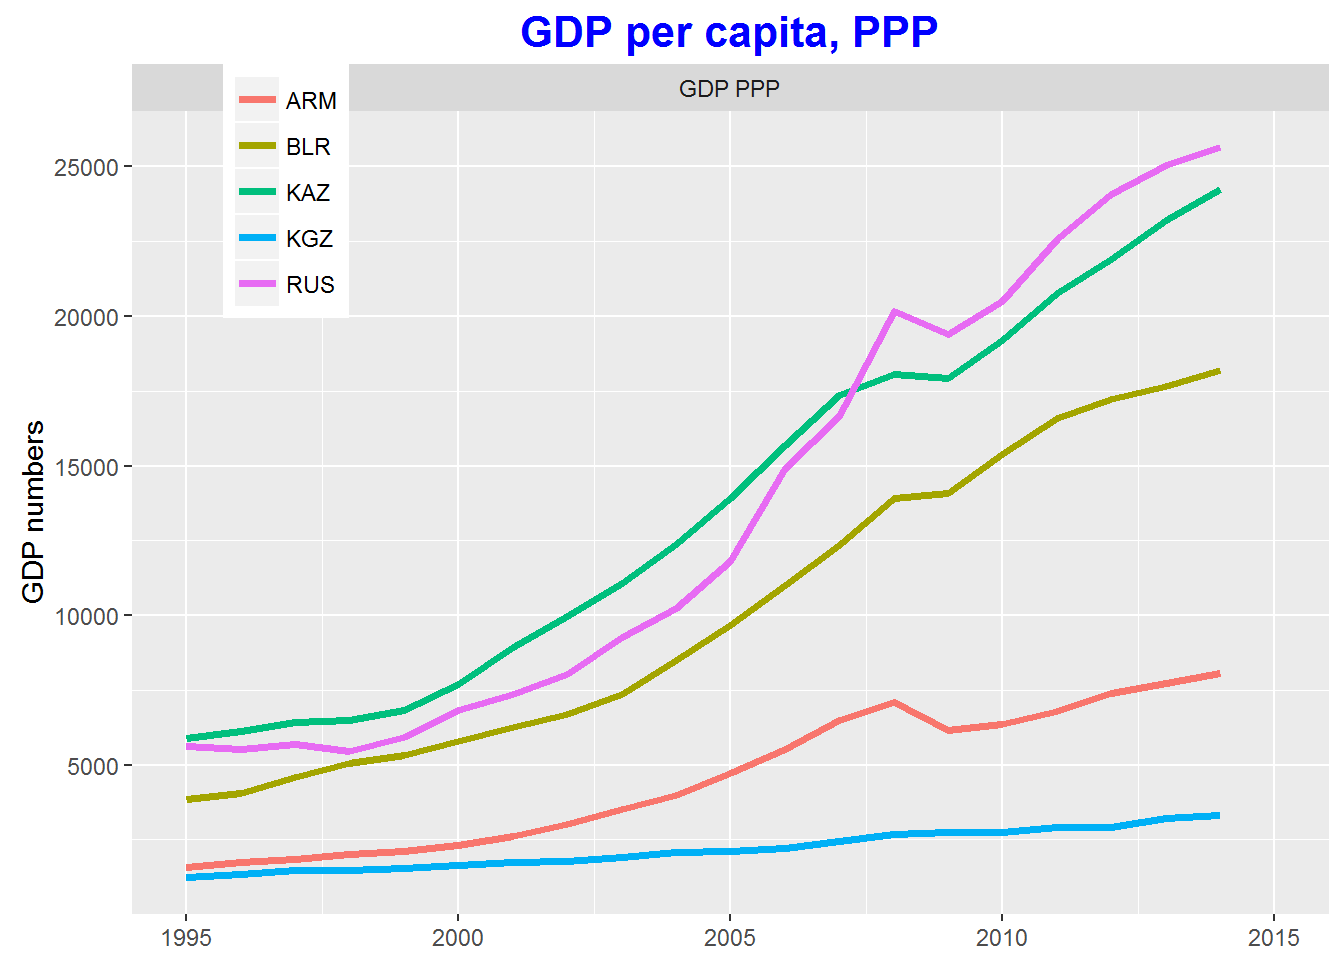 GDP per capita, PPP
GDP PPP
ARM
BLR
KAZ
KGZ
RUS
GDP numbers
25000
20000
15000
10000
5000
1995 2000 2005 2010 2015